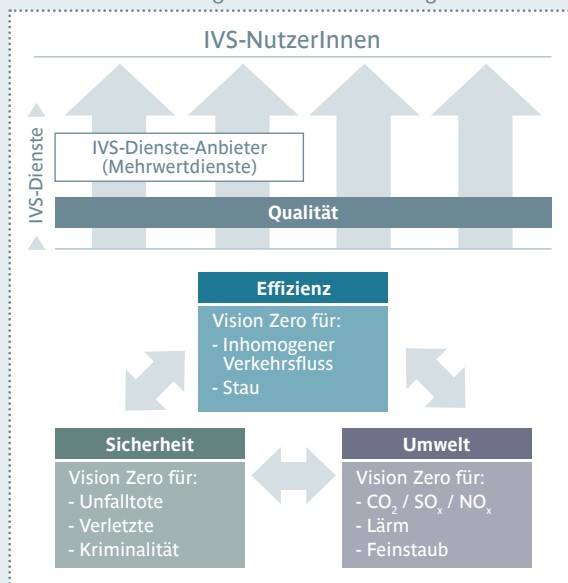 IVS-NutzerInnen
IVS-Dienste
IVS-Dienste-Anbieter
(Mehrwertdienste)
Qualität
Effizienz
Vision Zero für:
- Inhomogener
Verkehrsfluss
- Stau
Sicherheit
Vision Zero für:
- Unfalltote
- Verletzte
- Kriminalität
Umwelt
Vision Zero für:
- CO₂ / SOₓ / NOₓ
- Lärm
- Feinstaub